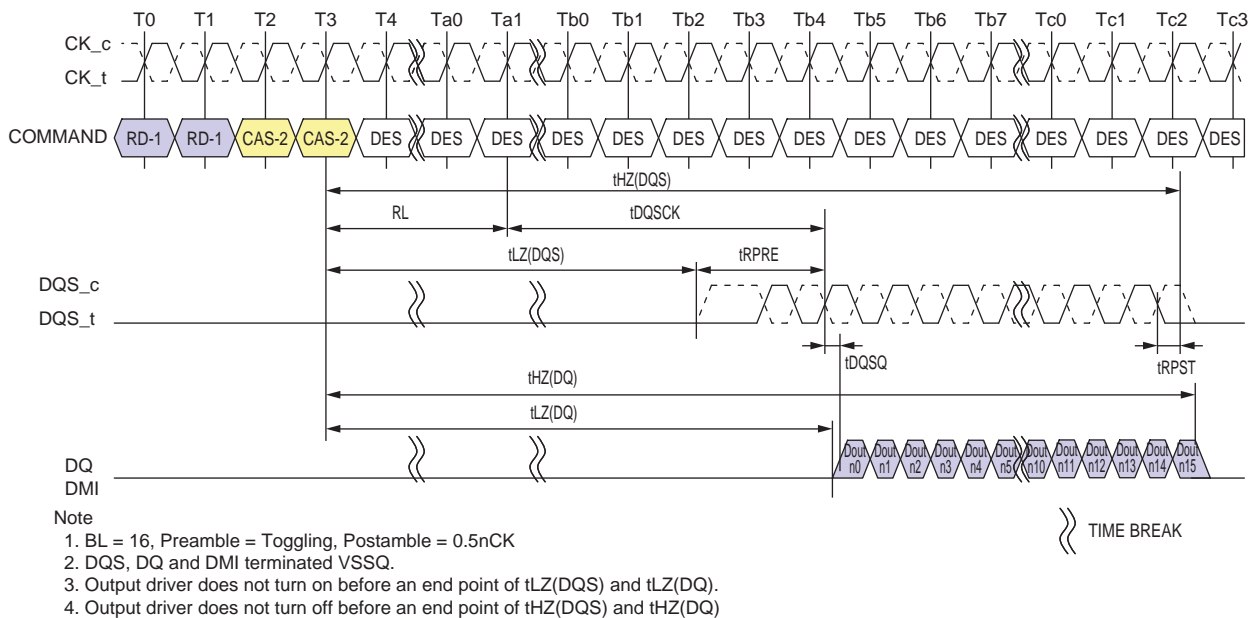 T0 T1 T2 T3 T4 Ta0 Ta1 Tb0 Tb1 Tb2 Tb3 Tb4 Tb5 Tb6 Tb7 Tc0 Tc1 Tc2 Tc3
CK_c
CK_t
COMMAND RD-1 RD-1 CAS-2 CAS-2 DES DES DES DES DES DES DES DES DES DES DES DES DES DES DES
tHZ(DQS)
RL tDQSCK
tLZ(DQS) tRPRE
DQS_c
DQS_t
tDQSQ tRPST
tHZ(DQ)
tLZ(DQ)
DQ Dout Dout Dout Dout Dout Dout Dout Dout Dout Dout Dout Dout
n0 n1 n2 n3 n4 n5 n10 n11 n12 n13 n14 n15
DMI
Note
TIME BREAK
1. BL = 16, Preamble = Toggling, Postamble = 0.5nCK
2. DQS, DQ and DMI terminated VSSQ.
3. Output driver does not turn on before an end point of tLZ(DQS) and tLZ(DQ).
4. Output driver does not turn off before an end point of tHZ(DQS) and tHZ(DQ)